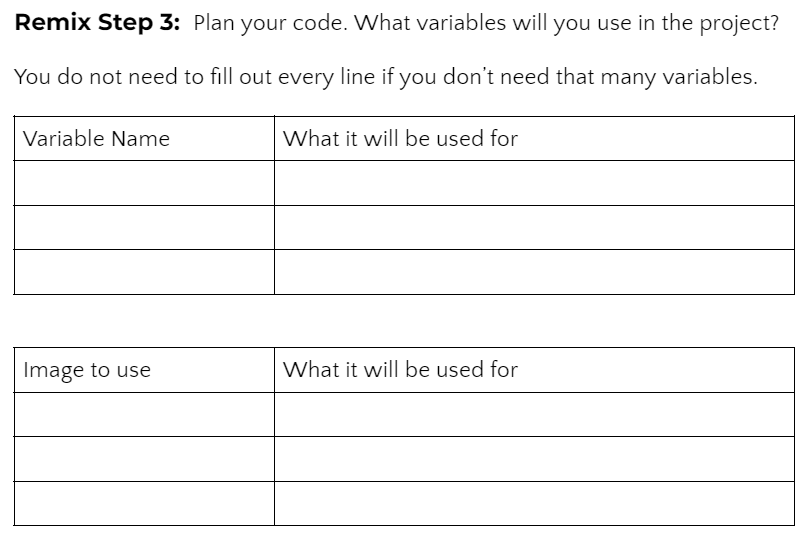 Remix Step 3: Plan your code. What variables will you use in the project?
You do not need to fill out every line if you don't need that many variables.
Variable Name What it will be used for
Image to use What it will be used for